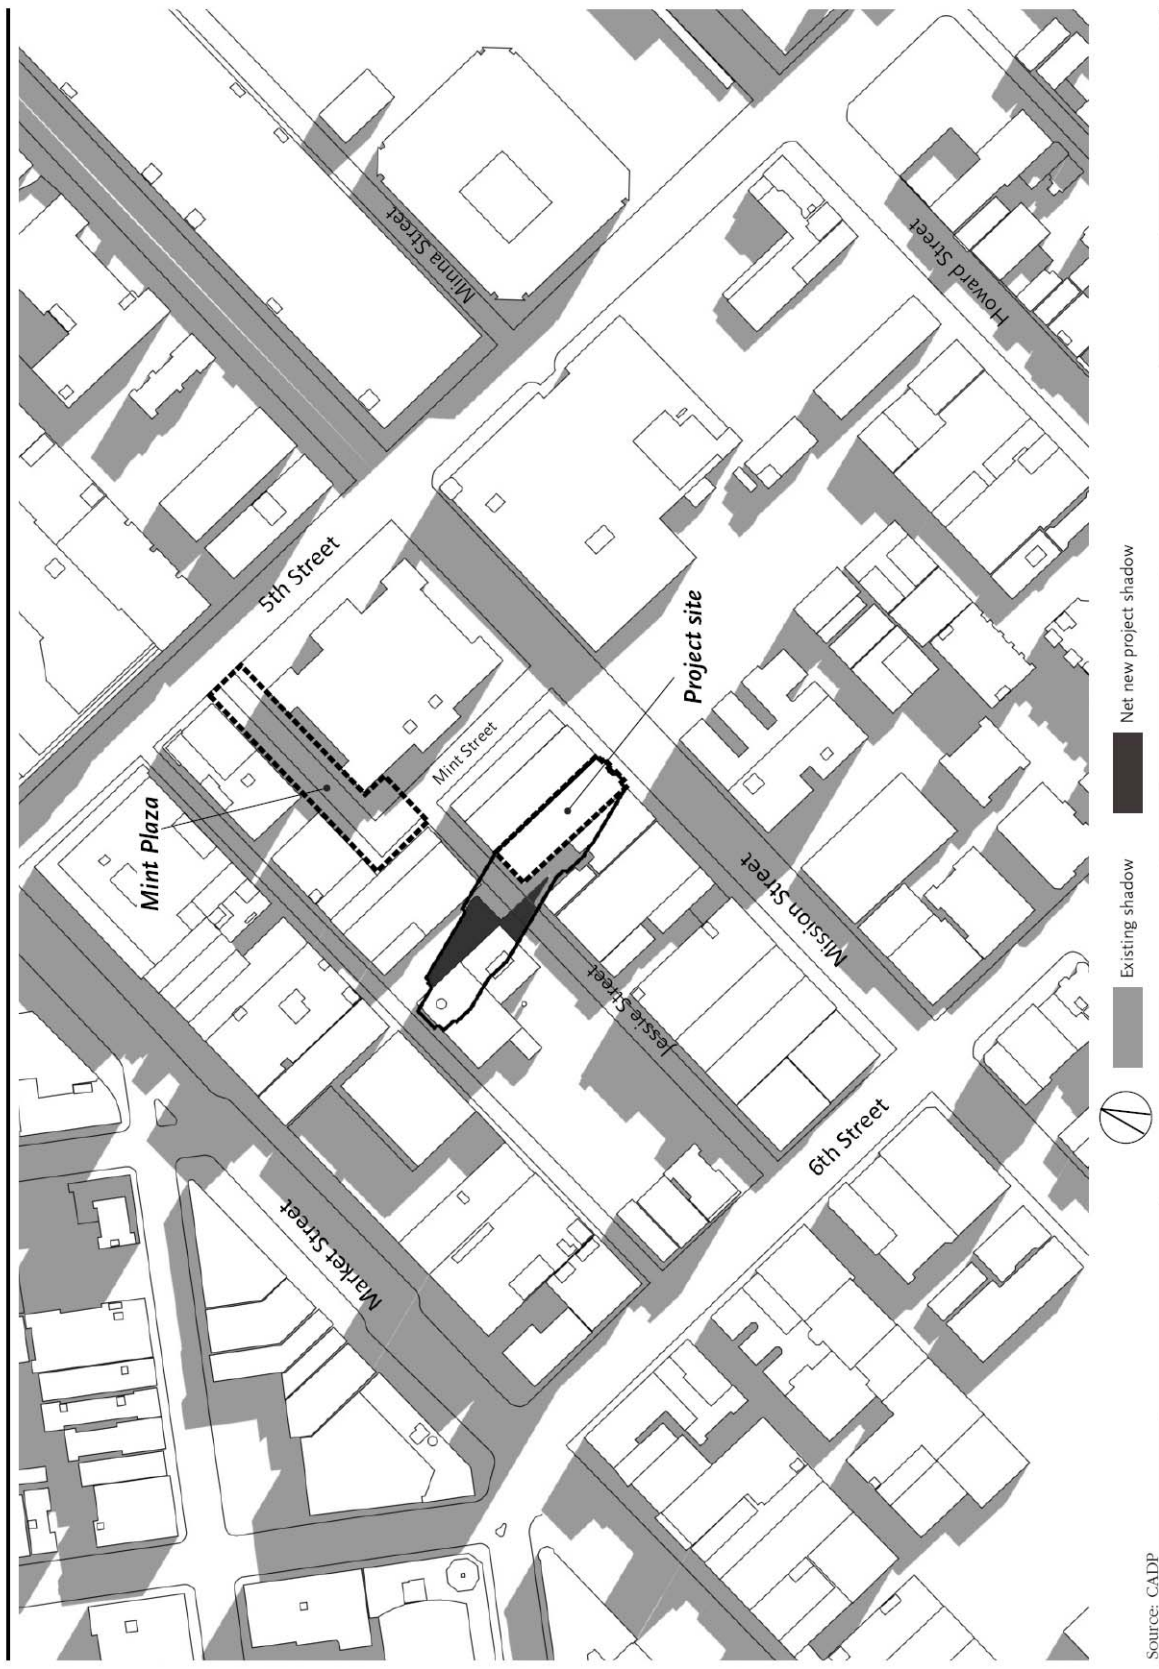 Minna Street
Howard Street
5th Street
Project site
Mint Street
Mint Plaza
Mission Street
Jessie Street
6th Street
Market Street
Existing shadow
Net new project shadow
Source: CADP